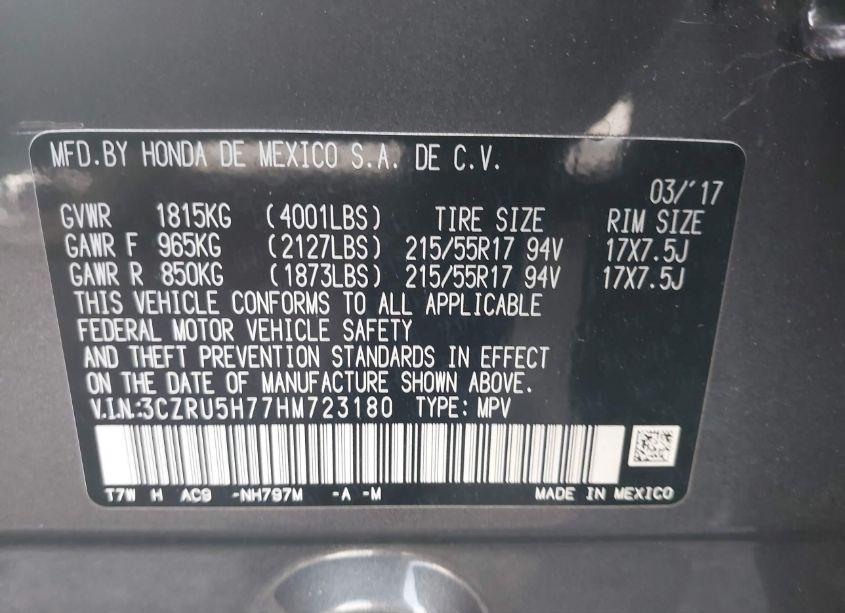 MFD.BY HONDA DE MEXICO S.A. DE C.V.
03/'17
GVWR 1815KG (4001LBS) TIRE SIZE RIM SIZE
GAWR F 965KG (2127LBS) 215/55R17 94V 17X7.5J
GAWR R 850KG (1873LBS) 215/55R17 94V 17X7.5J
THIS VEHICLE CONFORMS TO ALL APPLICABLE
FEDERAL MOTOR VEHICLE SAFETY
AND THEFT PREVENTION STANDARDS IN EFFECT
ON THE DATE OF MANUFACTURE SHOWN ABOVE.
V.I.N.:3CZRU5H77HM723180 TYPE: MPV
T7W H AC9 -NH797M -A -M MADE IN MEXICO